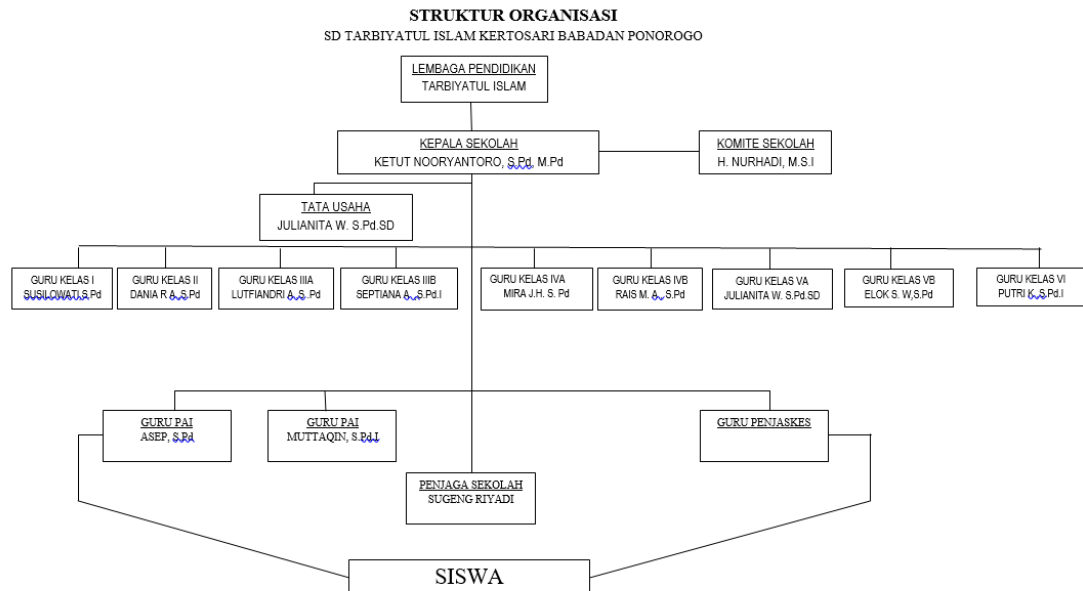 STRUKTUR ORGANISASI
SD TARBIYATUL ISLAM KERTOSARI BABADAN PONOROGO
LEMBAGA PENDIDIKAN
TARBIYATUL ISLAM
KEPALA SEKOLAH
KETUT NOORYANTORO, S.Pd, M.Pd
KOMITE SEKOLAH
H. NURHADI, M.S.I
TATA USAHA
JULIANITA W. S.Pd.SD
GURU KELAS I
SUSILOWATI,S.Pd
GURU KELAS II
DANIA R A., S.Pd
GURU KELAS IIIA
LUTFIANDRI A., S..Pd
GURU KELAS IIIB
SEPTIANA A., S.Pd.I
GURU KELAS IVA
MIRA J.H. S. Pd
GURU KELAS IVB
RAIS M. A., S.Pd
GURU KELAS VA
JULIANITA W. S.Pd.SD
GURU KELAS VB
ELOK S. W,S.Pd
GURU KELAS VI
PUTRI K, S.Pd.I
GURU PAI
ASEP, S.Pd
GURU PAI
MUTTAQIN, S.Pd.I
GURU PENJASKES
PENJAGA SEKOLAH
SUGENG RIYADI
SISWA